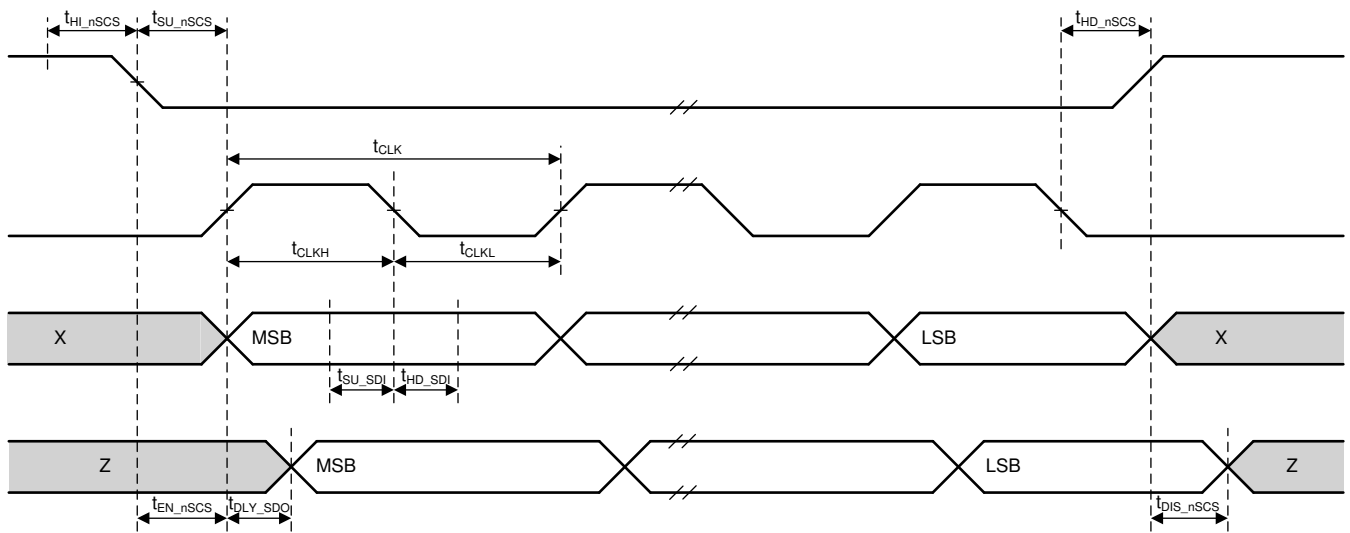 tHI_nSCS tSU_nSCS tHD_nSCS
tCLK
tCLKH tCLKL
X MSB LSB X
tSU_SDI tHD_SDI
Z MSB LSB Z
tEN_nSCS tDLY_SDO tDIS_nSCS